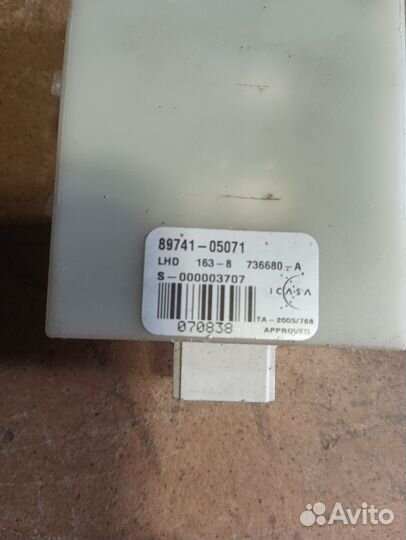 89741-05071
LHD 163-8 736680-A
S-000003707
ICASA
TA-2005/768
070838 APPROVED
Avito